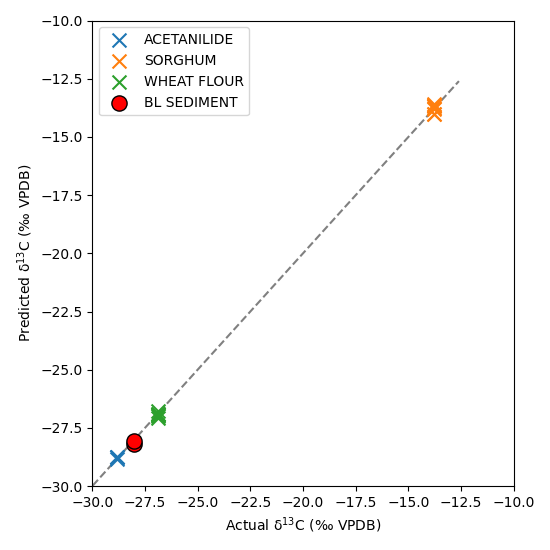 ACETANILIDE
SORGHUM
WHEAT FLOUR
BL SEDIMENT
Predicted δ¹³C (‰ VPDB)
−10.0
−12.5
−15.0
−17.5
−20.0
−22.5
−25.0
−27.5
−30.0
−30.0 −27.5 −25.0 −22.5 −20.0 −17.5 −15.0 −12.5 −10.0
Actual δ¹³C (‰ VPDB)